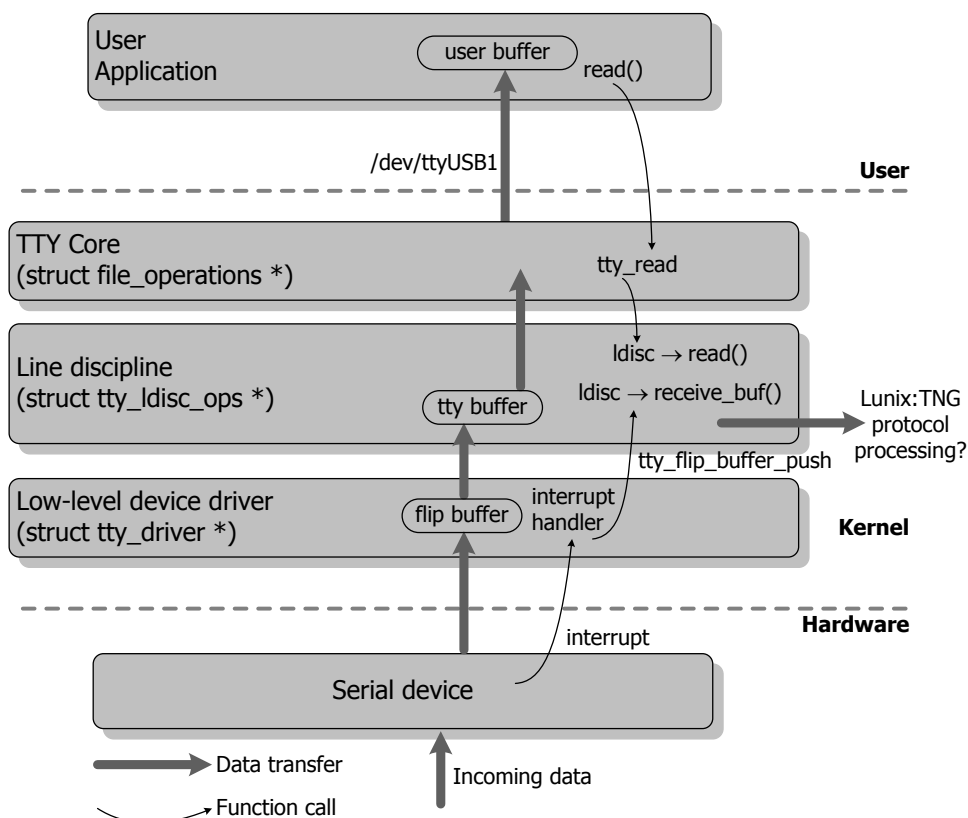 User
Application
user buffer
read()
/dev/ttyUSB1
User
TTY Core
(struct file_operations *)
tty_read
Line discipline
(struct tty_ldisc_ops *)
ldisc → read()
ldisc → receive_buf()
tty buffer
Lunix:TNG
protocol
processing?
tty_flip_buffer_push
Low-level device driver
(struct tty_driver *)
flip buffer
interrupt
handler
Kernel
Hardware
interrupt
Serial device
Data transfer
Incoming data
Function call